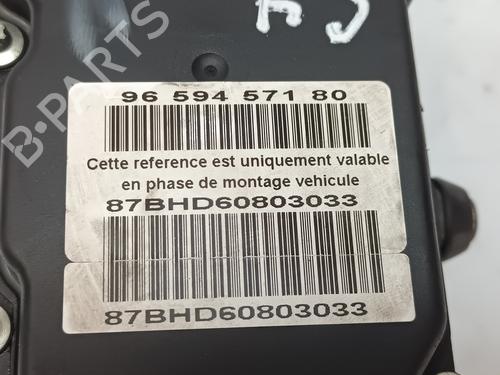 B-PARTS
96 594 571 80
Cette reference est uniquement valable
en phase de montage vehicule
87BHD60803033
87BHD60803033